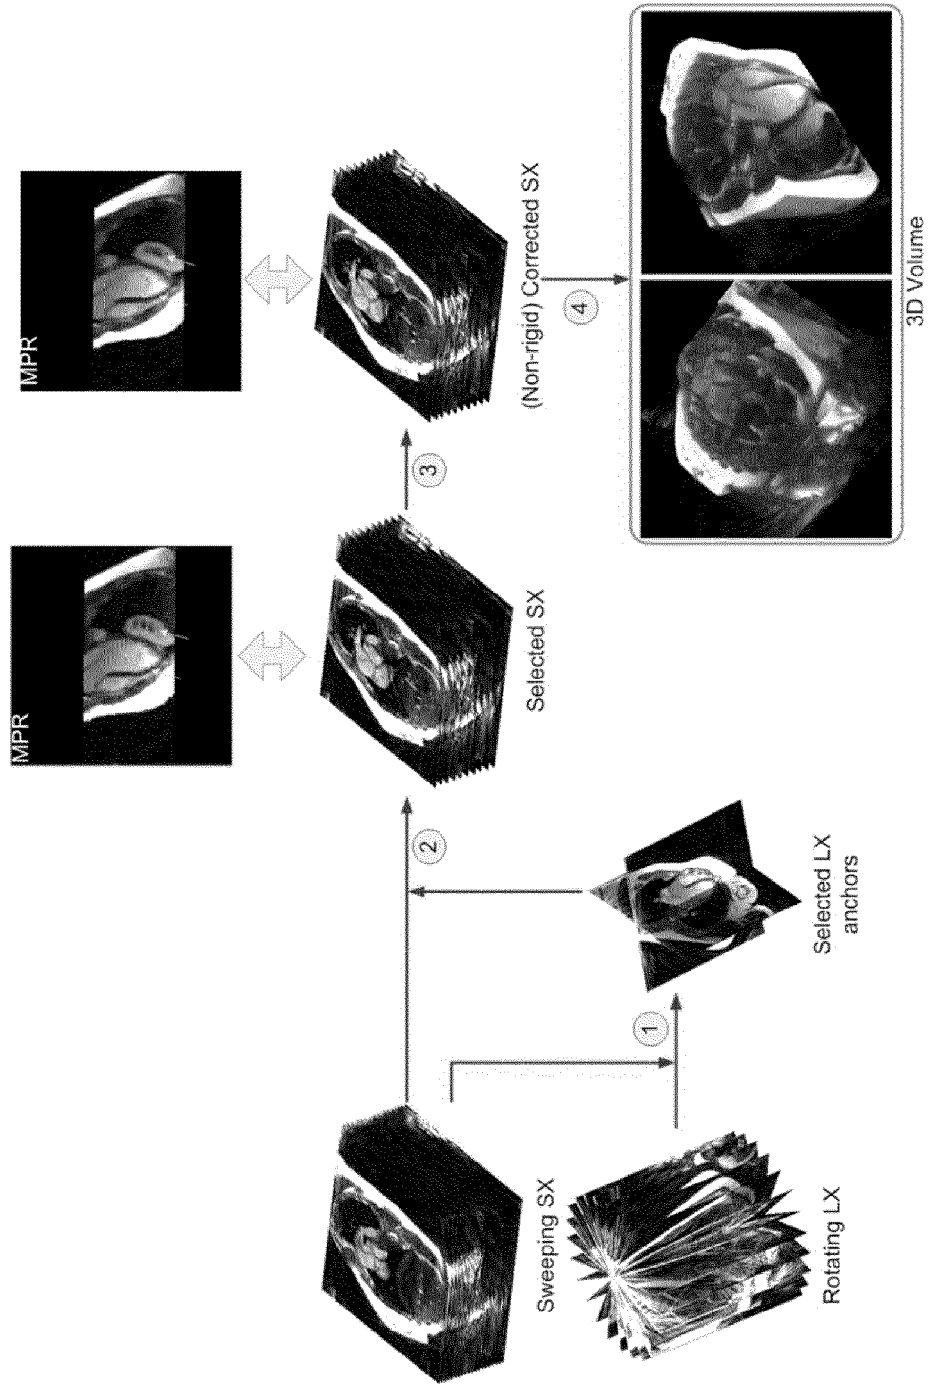 MPR
MPR
Sweeping SX
Selected SX
(Non-rigid) Corrected SX
2
3
4
1
Rotating LX
Selected LX
anchors
3D Volume